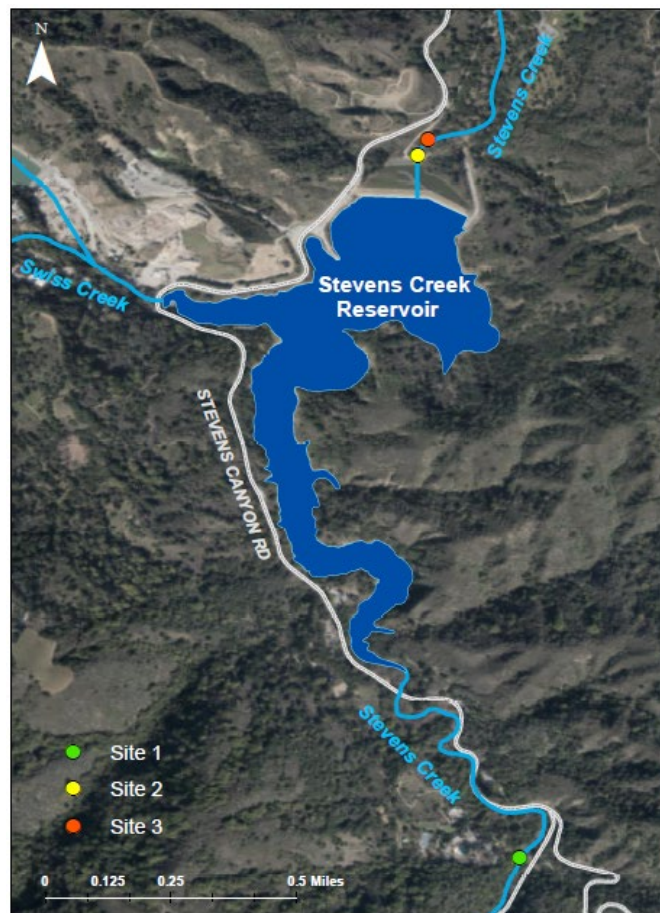 N
Stevens Creek
Swiss Creek
Stevens Creek
Reservoir
STEVENS CANYON RD
Stevens Creek
Site 1
Site 2
Site 3
0 0.125 0.25 0.5 Miles